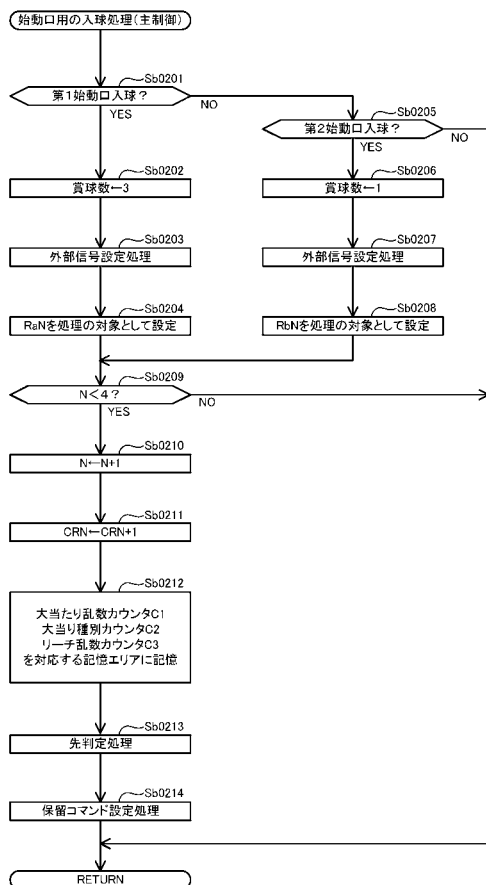 始動口用の入球処理(主制御)
Sb0201
第1始動口入球?
NO
YES
Sb0205
第2始動口入球?
NO
YES
Sb0202
賞球数←3
Sb0206
賞球数←1
Sb0203
外部信号設定処理
Sb0207
外部信号設定処理
Sb0204
RaNを処理の対象として設定
Sb0208
RbNを処理の対象として設定
Sb0209
N<4?
NO
YES
Sb0210
N←N+1
Sb0211
CRN←CRN+1
Sb0212
大当たり乱数カウンタC1
大当り種別カウンタC2
リーチ乱数カウンタC3
を対応する記憶エリアに記憶
Sb0213
先判定処理
Sb0214
保留コマンド設定処理
RETURN